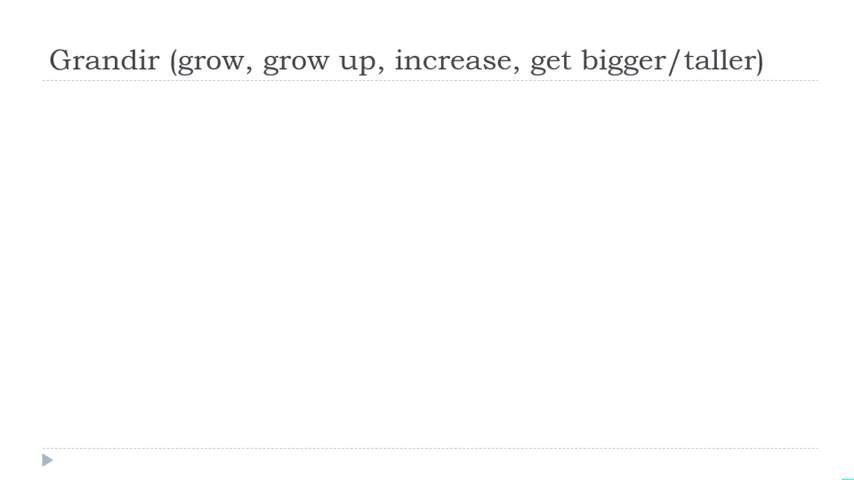 Grandir (grow, grow up, increase, get bigger/taller)